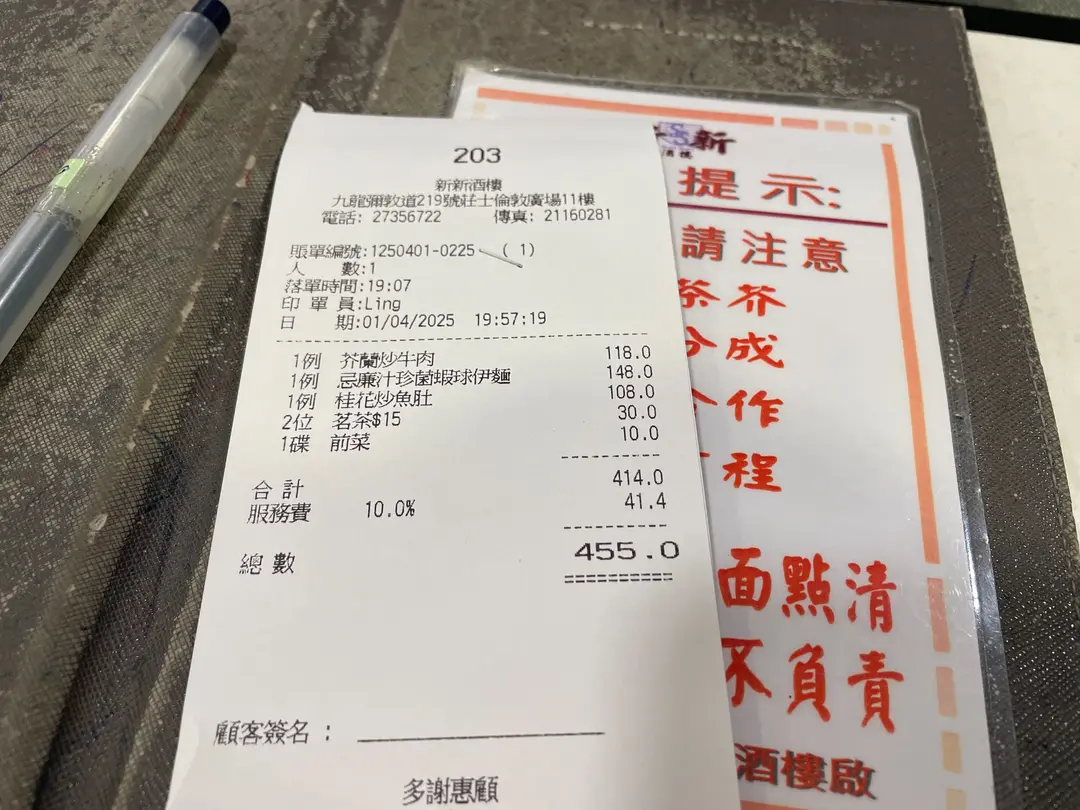 203
新新酒樓
九龍彌敦道219號莊士倫敦廣場11樓
電話: 27356722 傳真: 21160281
賬單編號:1250401-0225 ( 1)
人 數:1
落單時間:19:07
印 單 員:Ling
日 期:01/04/2025 19:57:19
1例 芥蘭炒牛肉 118.0
1例 忌廉汁珍菌蝦球伊麵 148.0
1例 桂花炒魚肚 108.0
2位 茗茶$15 30.0
1碟 前菜 10.0
合計 414.0
服務費 10.0% 41.4
總數 455.0
顧客簽名：
多謝惠顧
新
酒樓
提示:
請注意
茶芥
分成
合作
程
面點清
不負責
酒樓啟